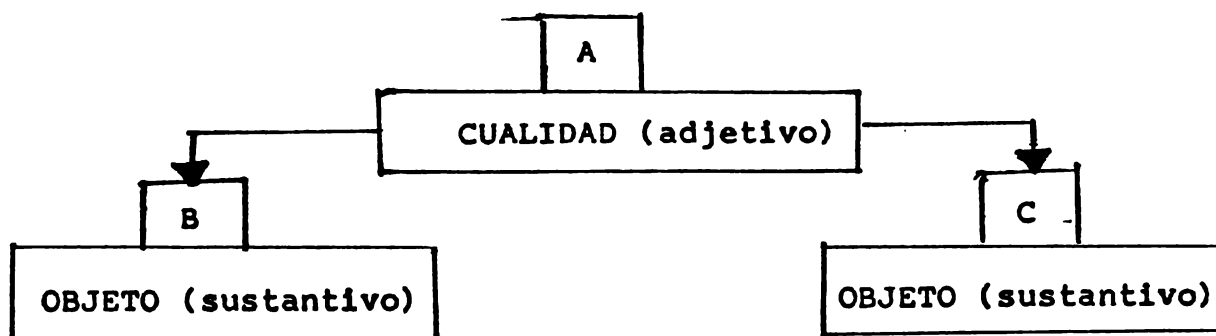 A
CUALIDAD (adjetivo)
B
C
OBJETO (sustantivo)
OBJETO (sustantivo)